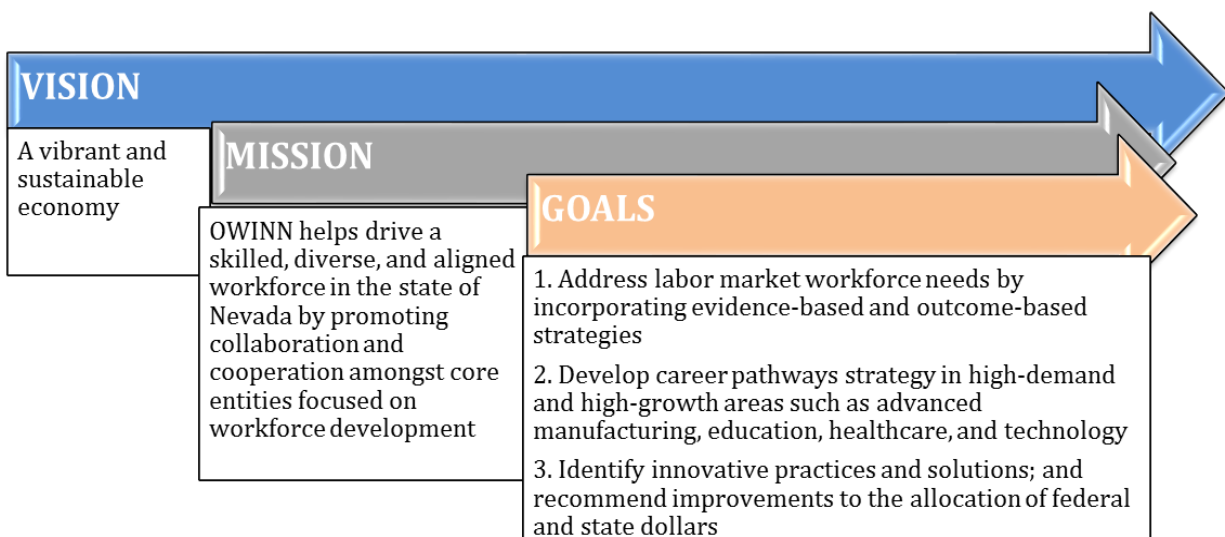 VISION
A vibrant and
sustainable
economy
MISSION
OWINN helps drive a
skilled, diverse, and aligned
workforce in the state of
Nevada by promoting
collaboration and
cooperation amongst core
entities focused on
workforce development
GOALS
1. Address labor market workforce needs by
incorporating evidence-based and outcome-based
strategies
2. Develop career pathways strategy in high-demand
and high-growth areas such as advanced
manufacturing, education, healthcare, and technology
3. Identify innovative practices and solutions; and
recommend improvements to the allocation of federal
and state dollars